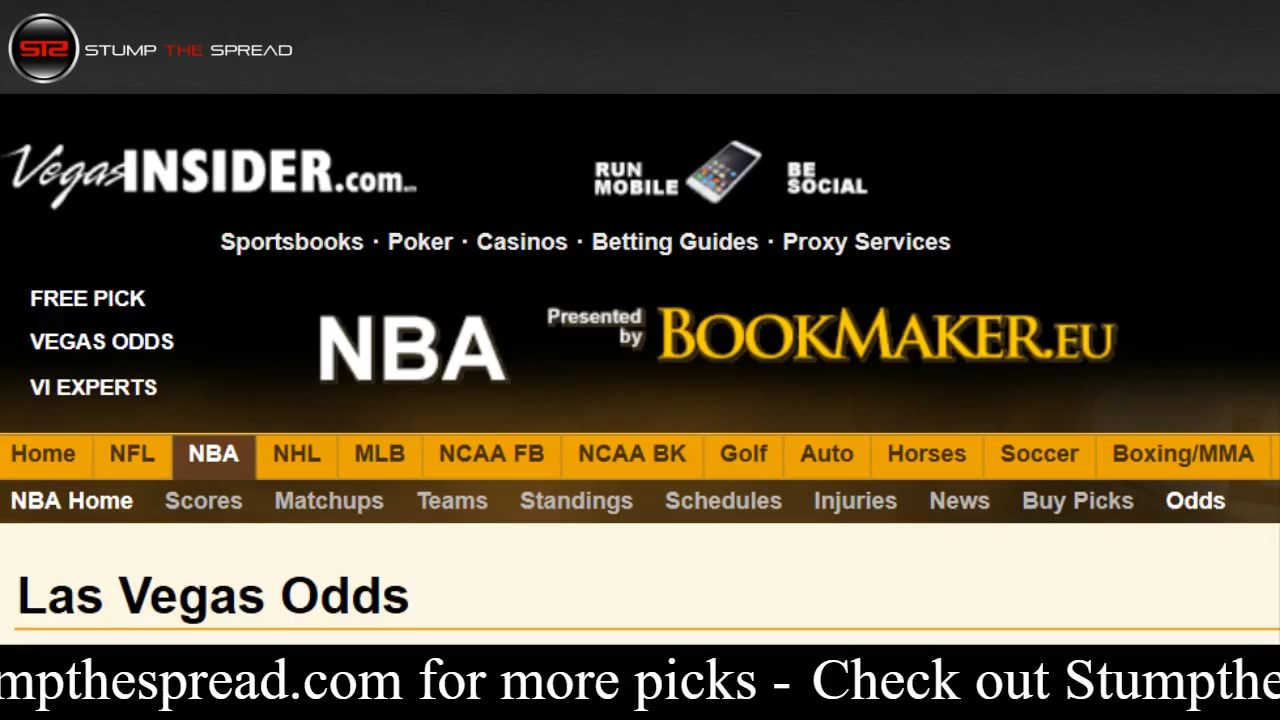 STS STUMP THE SPREAD
VegasINSIDER.com
RUN MOBILE
BE SOCIAL
Sportsbooks · Poker · Casinos · Betting Guides · Proxy Services
FREE PICK
VEGAS ODDS
VI EXPERTS
NBA
Presented by BOOKMAKER.EU
Home NFL NBA NHL MLB NCAA FB NCAA BK Golf Auto Horses Soccer Boxing/MMA
NBA Home Scores Matchups Teams Standings Schedules Injuries News Buy Picks Odds
Las Vegas Odds
mpthespread.com for more picks - Check out Stumpthe